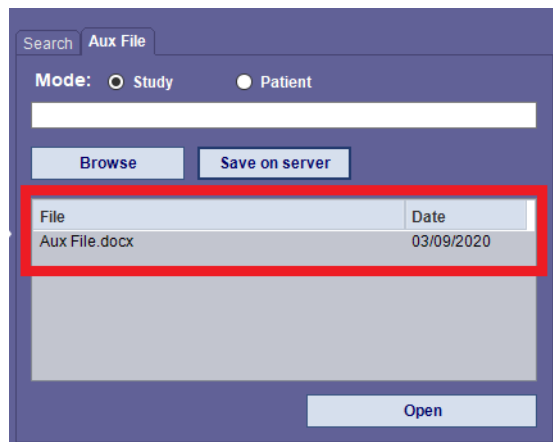 Search Aux File
Mode: Study Patient
Browse Save on server
File Date
Aux File.docx 03/09/2020
Open